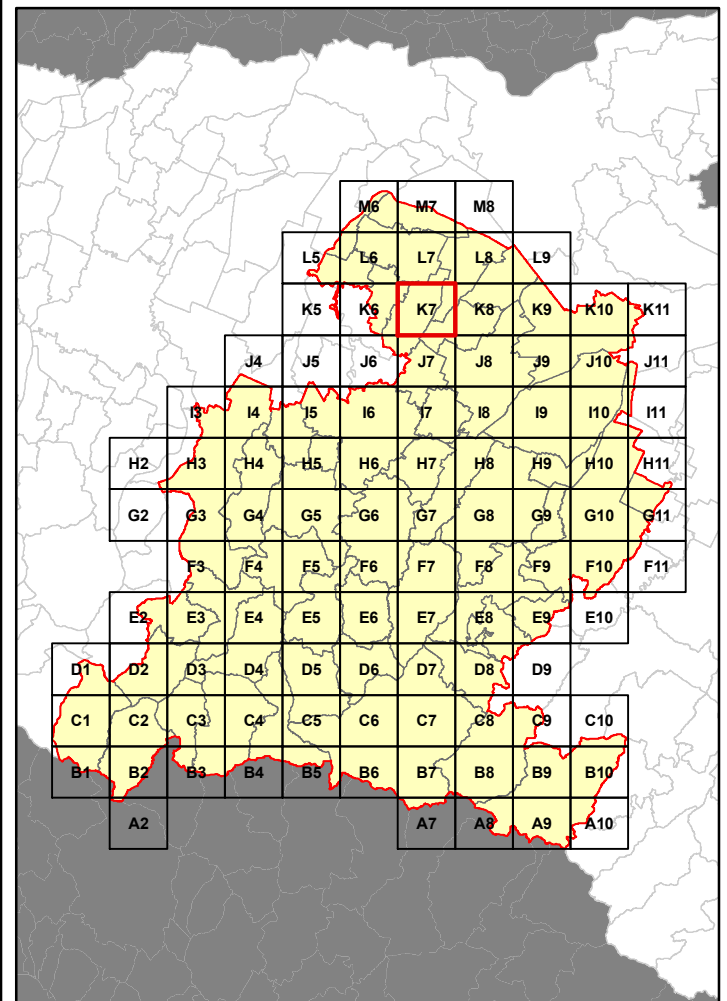 M6 M7 M8
L5 L6 L7 L8 L9
K5 K6 K7 K8 K9 K10 K11
J4 J5 J6 J7 J8 J9 J10 J11
I3 I4 I5 I6 I7 I8 I9 I10 I11
H2 H3 H4 H5 H6 H7 H8 H9 H10 H11
G2 G3 G4 G5 G6 G7 G8 G9 G10 G11
F3 F4 F5 F6 F7 F8 F9 F10 F11
E2 E3 E4 E5 E6 E7 E8 E9 E10
D1 D2 D3 D4 D5 D6 D7 D8 D9
C1 C2 C3 C4 C5 C6 C7 C8 C9 C10
B1 B2 B3 B4 B5 B6 B7 B8 B9 B10
A2 A7 A8 A9 A10